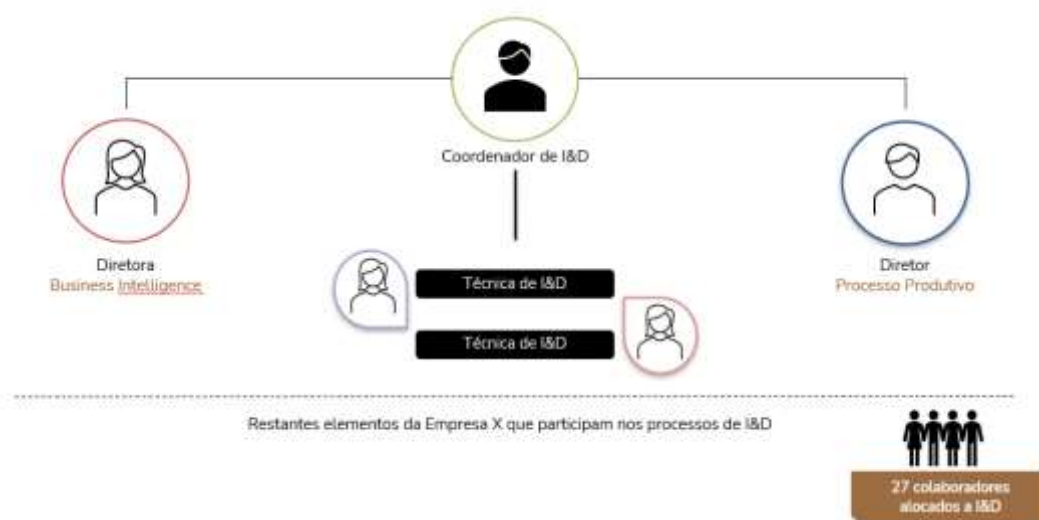 Coordenador de I&D
Diretora
Business Intelligence
Diretor
Processo Produtivo
Técnica de I&D
Técnica de I&D
Restantes elementos da Empresa X que participam nos processos de I&D
27 colaboradores
alocados a I&D